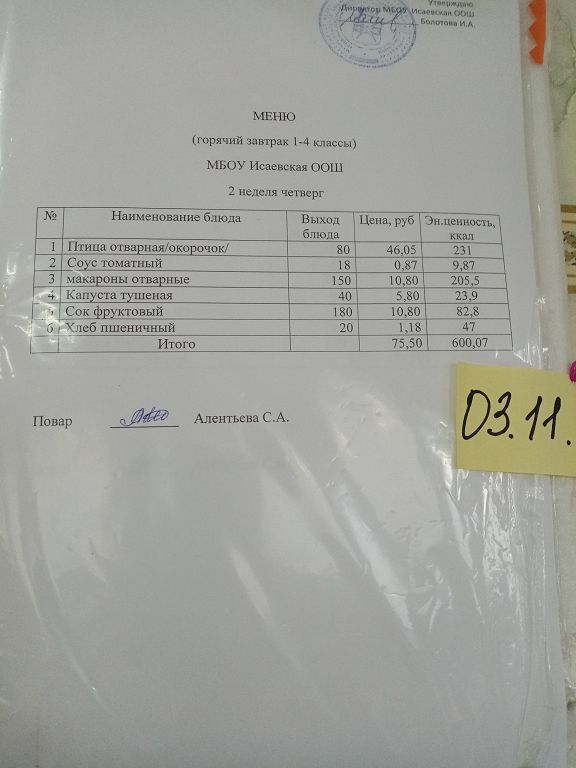 Утверждаю
Директор МБОУ Исаевская ООШ
Болотова И.А.
МЕНЮ
(горячий завтрак 1-4 классы)
МБОУ Исаевская ООШ
2 неделя четверг
№ Наименование блюда Выход блюда Цена, руб Эн.ценность, ккал
1 Птица отварная/окорочок/ 80 46,05 231
2 Соус томатный 18 0,87 9,87
3 макароны отварные 150 10,80 205,5
4 Капуста тушеная 40 5,80 23,9
5 Сок фруктовый 180 10,80 82,8
6 Хлеб пшеничный 20 1,18 47
Итого 75,50 600,07
03.11.
Повар Алентьева С.А.